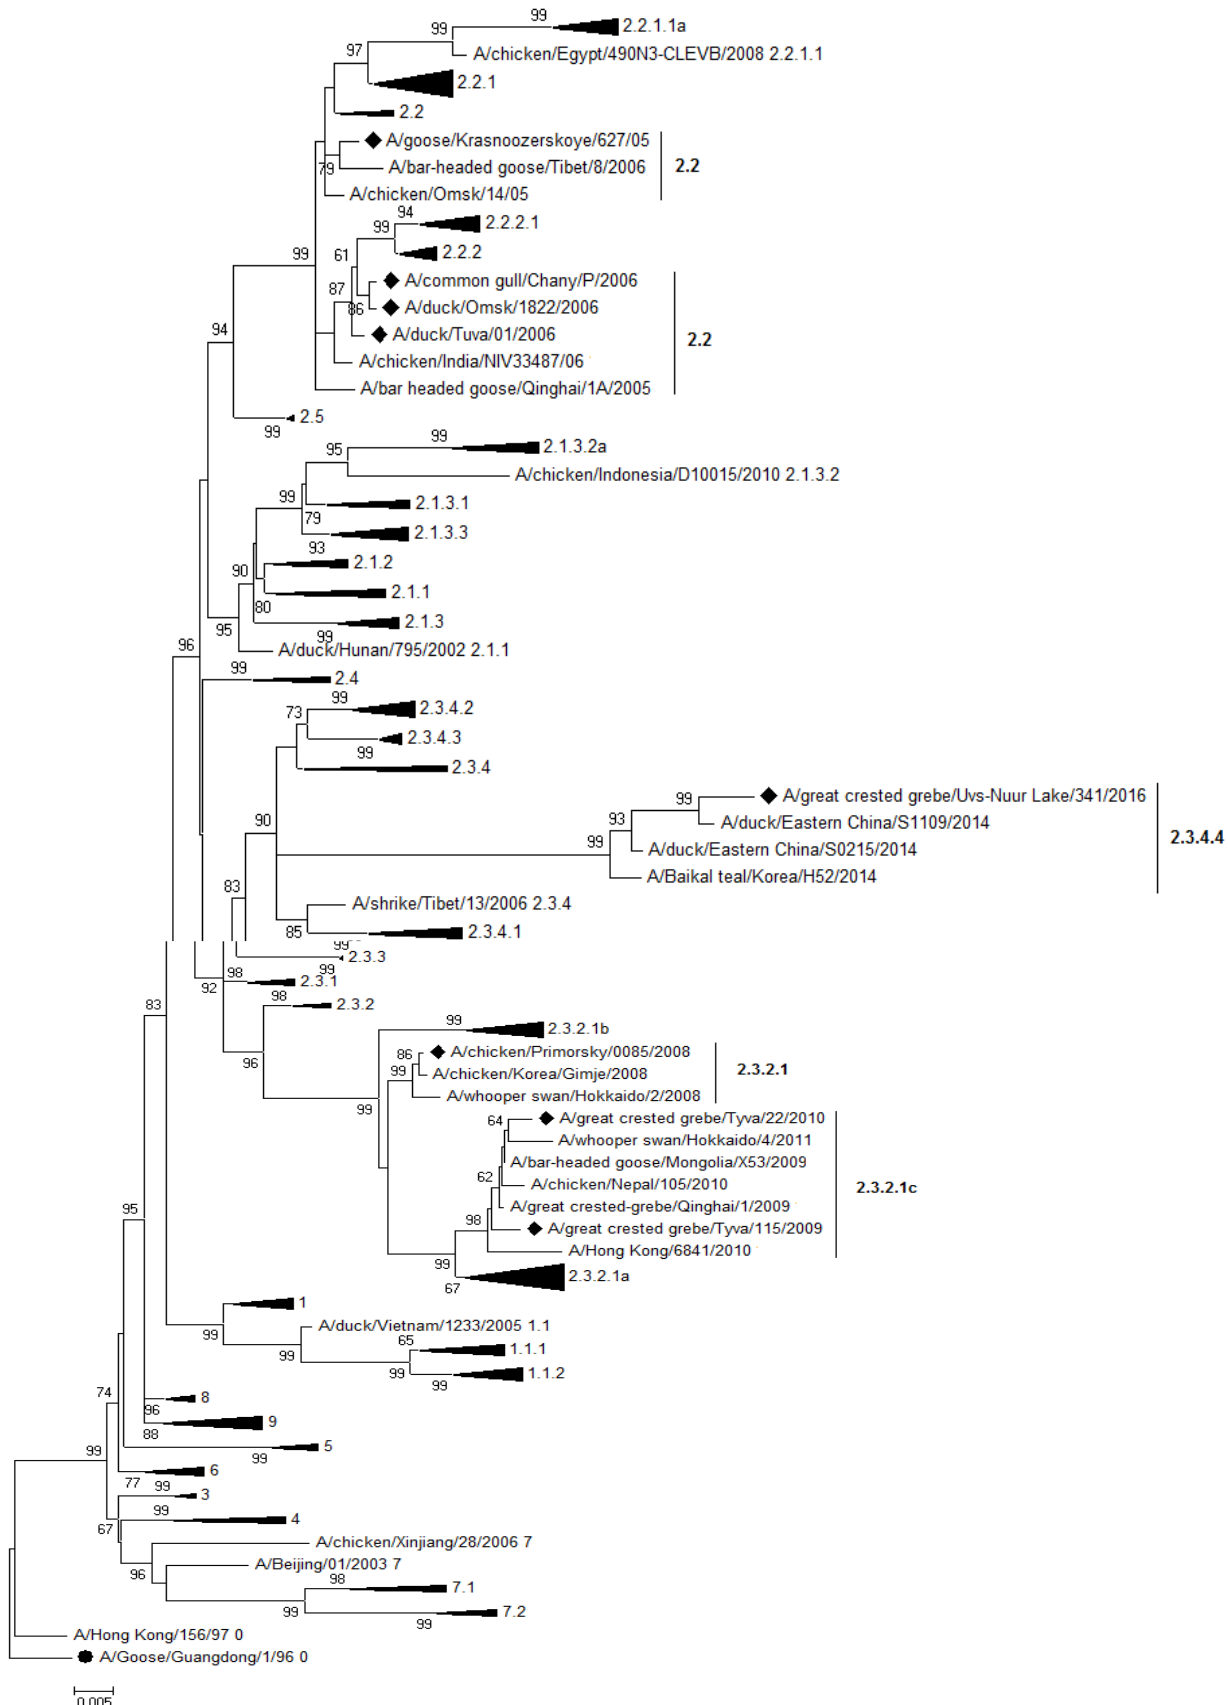 99
99 2.2.1.1a
A/chicken/Egypt/490N3-CLEVB/2008 2.2.1.1
97
2.2.1
2.2
A/goose/Krasnoozerskoye/627/05
79 A/bar-headed goose/Tibet/8/2006 2.2
A/chicken/Omsk/14/05
94
99 2.2.2.1
99 61 2.2.2
A/common gull/Chany/P/2006
87
86 A/duck/Omsk/1822/2006
A/duck/Tuva/01/2006 2.2
94
A/chicken/India/NIV33487/06
A/bar headed goose/Qinghai/1A/2005
2.5
99
99
95 2.1.3.2a
A/chicken/Indonesia/D10015/2010 2.1.3.2
99 2.1.3.1
79
2.1.3.3
93
2.1.2
90
2.1.1
80
2.1.3
95 99
96 A/duck/Hunan/795/2002 2.1.1
99 2.4
99
73 2.3.4.2
2.3.4.3
99
2.3.4
99 A/great crested grebe/Uvs-Nuur Lake/341/2016
90 93 A/duck/Eastern China/S1109/2014
99 A/duck/Eastern China/S0215/2014 2.3.4.4
A/Baikal teal/Korea/H52/2014
83
A/shrike/Tibet/13/2006 2.3.4
85 2.3.4.1
99
2.3.3
98 99
92 2.3.1
98
83 2.3.2
99 2.3.2.1b
86 A/chicken/Primorsky/0085/2008
96 99 A/chicken/Korea/Gimje/2008 2.3.2.1
A/whooper swan/Hokkaido/2/2008
99
64 A/great crested grebe/Tyva/22/2010
A/whooper swan/Hokkaido/4/2011
A/bar-headed goose/Mongolia/X53/2009
62 A/chicken/Nepal/105/2010 2.3.2.1c
95 A/great crested-grebe/Qinghai/1/2009
98 A/great crested grebe/Tyva/115/2009
A/Hong Kong/6841/2010
99
67 2.3.2.1a
1
99 A/duck/Vietnam/1233/2005 1.1
65
99 1.1.1
99 99 1.1.2
74 8
96
9
88
99 5
99
6
77 99
3
99
67 4
A/chicken/Xinjiang/28/2006 7
96 A/Beijing/01/2003 7
98 7.1
99 7.2
99
A/Hong Kong/156/97 0
A/Goose/Guangdong/1/96 0
0.005